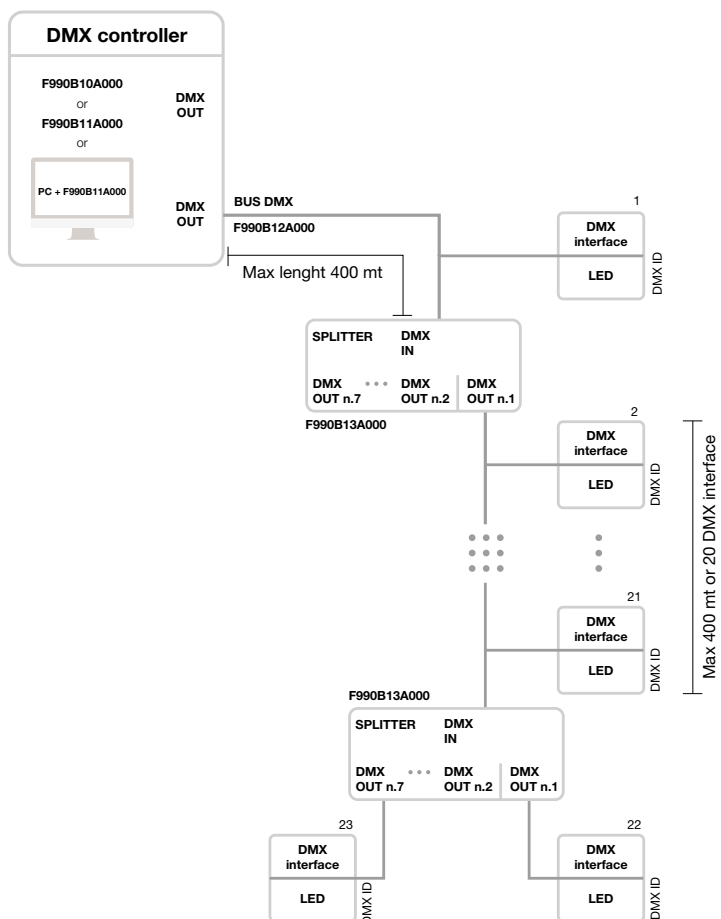 DMX controller
F990B10A000
or
F990B11A000
or
PC + F990B11A000
DMX
OUT
DMX
OUT
BUS DMX
F990B12A000
Max lenght 400 mt
1
DMX
interface
LED
DMX ID
SPLITTER
DMX
IN
DMX
OUT n.7
DMX
OUT n.2
DMX
OUT n.1
F990B13A000
2
DMX
interface
LED
DMX ID
21
DMX
interface
LED
DMX ID
Max 400 mt or 20 DMX interface
F990B13A000
SPLITTER
DMX
IN
DMX
OUT n.7
DMX
OUT n.2
DMX
OUT n.1
23
DMX
interface
LED
DMX ID
22
DMX
interface
LED
DMX ID